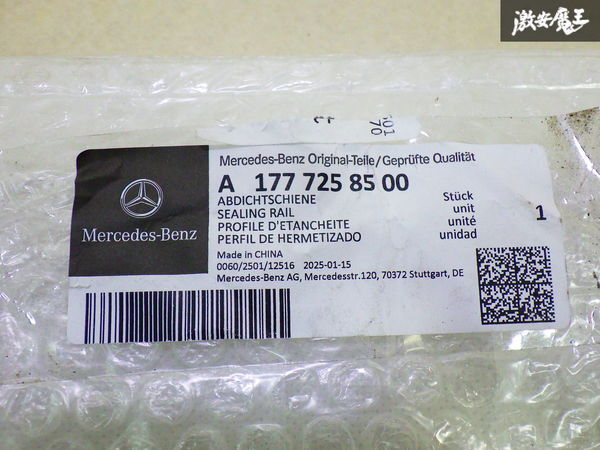 激安魔王
01
70
Mercedes-Benz Original-Teile/Geprüfte Qualität
A 177 725 85 00
ABDICHTSCHIENE
SEALING RAIL
PROFILE D'ETANCHEITE
PERFIL DE HERMETIZADO
Stück
unit
unité
unidad
1
Made in CHINA
0060/2501/12516 2025-01-15
Mercedes-Benz AG, Mercedesstr.120, 70372 Stuttgart, DE
Mercedes-Benz